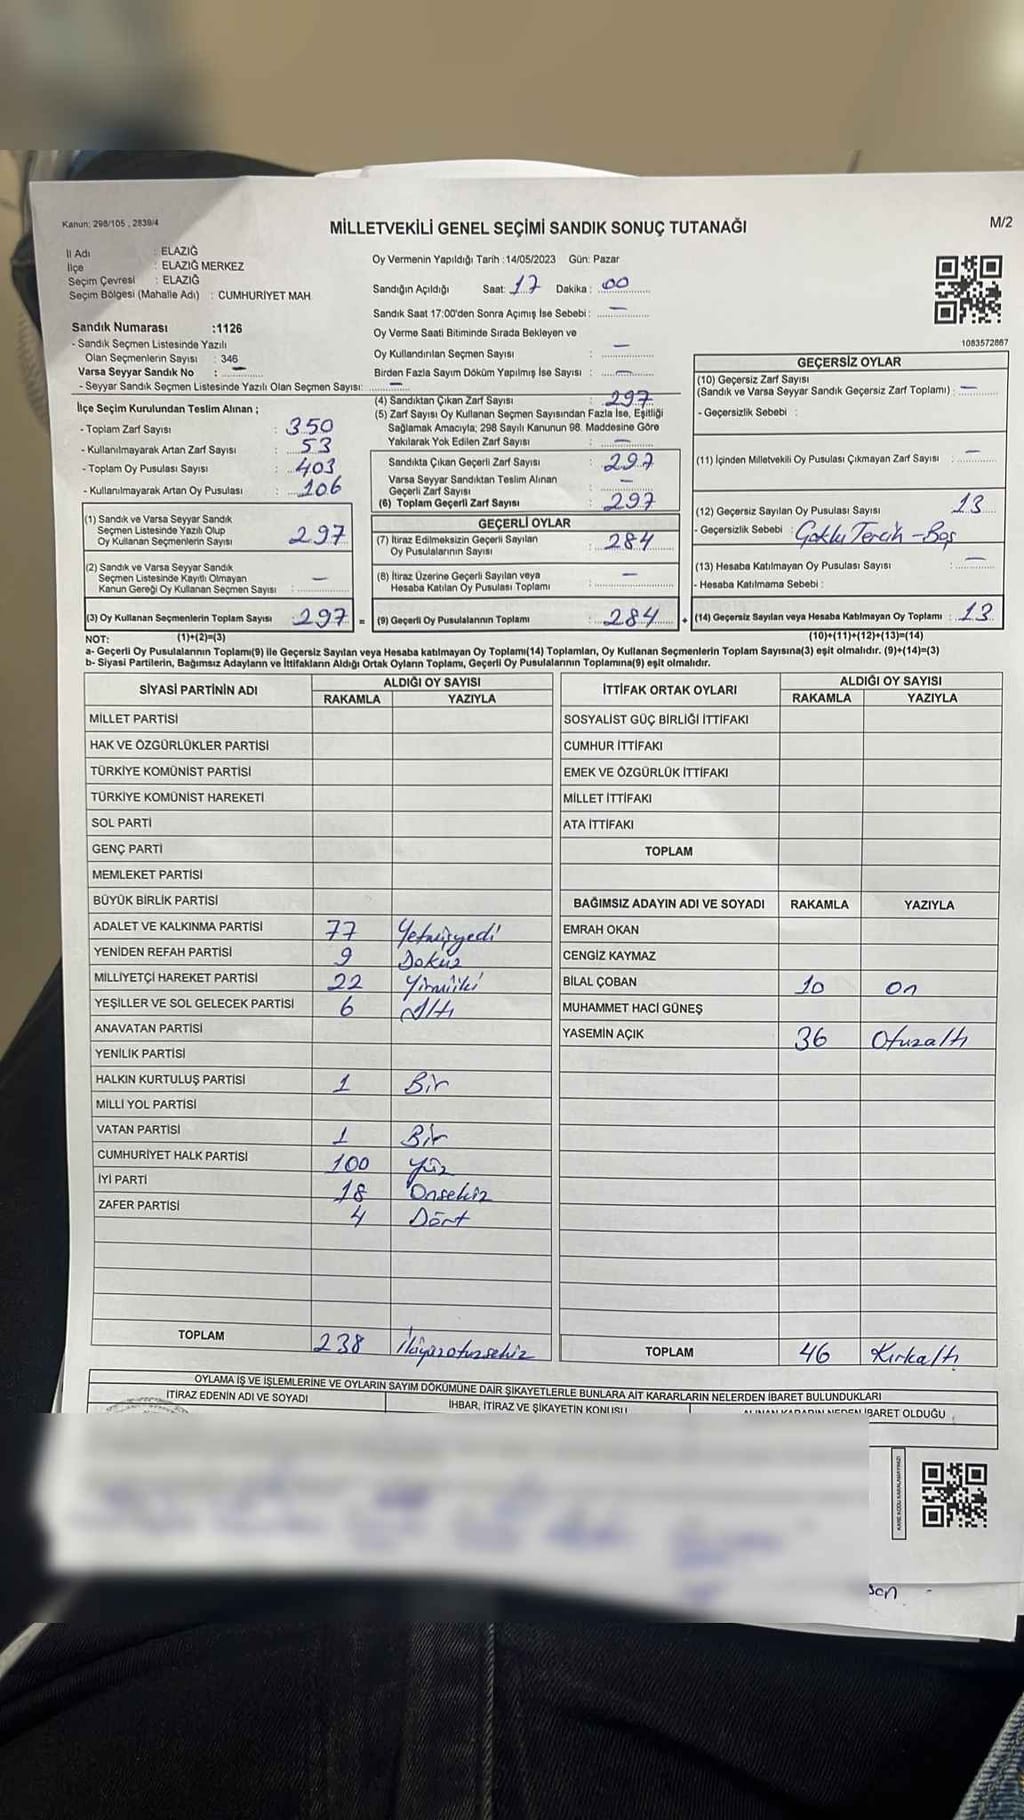 Kanun: 298/105 , 2839/4
MİLLETVEKİLİ GENEL SEÇİMİ SANDIK SONUÇ TUTANAĞI
M/2
İl Adı : ELAZIĞ
İlçe : ELAZIĞ MERKEZ
Seçim Çevresi : ELAZIĞ
Seçim Bölgesi (Mahalle Adı) : CUMHURİYET MAH
Sandık Numarası :1126
- Sandık Seçmen Listesinde Yazılı
Olan Seçmenlerin Sayısı : 346
Varsa Seyyar Sandık No : —
- Seyyar Sandık Seçmen Listesinde Yazılı Olan Seçmen Sayısı: —
İlçe Seçim Kurulundan Teslim Alınan ;
- Toplam Zarf Sayısı : 350
- Kullanılmayarak Artan Zarf Sayısı : 53
- Toplam Oy Pusulası Sayısı : 403
- Kullanılmayarak Artan Oy Pusulası : 106
(1) Sandık ve Varsa Seyyar Sandık
Seçmen Listesinde Yazılı Olup
Oy Kullanan Seçmenlerin Sayısı 297
(2) Sandık ve Varsa Seyyar Sandık
Seçmen Listesinde Kayıtlı Olmayan
Kanun Gereği Oy Kullanan Seçmen Sayısı : —
(3) Oy Kullanan Seçmenlerin Toplam Sayısı : 297 =
Oy Vermenin Yapıldığı Tarih :14/05/2023 Gün: Pazar
Sandığın Açıldığı Saat: 17 Dakika : 00
Sandık Saat 17:00'den Sonra Açımış İse Sebebi : —
Oy Verme Saati Bitiminde Sırada Bekleyen ve
Oy Kullandırılan Seçmen Sayısı : —
Birden Fazla Sayım Döküm Yapılmış İse Sayısı : —
(4) Sandıktan Çıkan Zarf Sayısı : 297
(5) Zarf Sayısı Oy Kullanan Seçmen Sayısından Fazla İse, Eşitliği
Sağlamak Amacıyla; 298 Sayılı Kanunun 98. Maddesine Göre
Yakılarak Yok Edilen Zarf Sayısı : —
Sandıkta Çıkan Geçerli Zarf Sayısı : 297
Varsa Seyyar Sandıktan Teslim Alınan
Geçerli Zarf Sayısı : —
(6) Toplam Geçerli Zarf Sayısı : 297
GEÇERLİ OYLAR
(7) İtiraz Edilmeksizin Geçerli Sayılan
Oy Pusulalarının Sayısı : 284
(8) İtiraz Üzerine Geçerli Sayılan veya
Hesaba Katılan Oy Pusulası Toplamı : —
(9) Geçerli Oy Pusulalarının Toplamı : 284 +
1083572867
GEÇERSİZ OYLAR
(10) Geçersiz Zarf Sayısı
(Sandık ve Varsa Seyyar Sandık Geçersiz Zarf Toplamı) : —
- Geçersizlik Sebebi :
(11) İçinden Milletvekili Oy Pusulası Çıkmayan Zarf Sayısı : —
(12) Geçersiz Sayılan Oy Pusulası Sayısı : 13
- Geçersizlik Sebebi : Çoklu Tercih - Boş
(13) Hesaba Katılmayan Oy Pusulası Sayısı : —
- Hesaba Katılmama Sebebi :
(14) Geçersiz Sayılan veya Hesaba Katılmayan Oy Toplamı : 13
NOT: (1)+(2)=(3) (10)+(11)+(12)+(13)=(14)
a- Geçerli Oy Pusulalarının Toplamı(9) ile Geçersiz Sayılan veya Hesaba katılmayan Oy Toplamı(14) Toplamları, Oy Kullanan Seçmenlerin Toplam Sayısına(3) eşit olmalıdır. (9)+(14)=(3)
b- Siyasi Partilerin, Bağımsız Adayların ve İttifakların Aldığı Ortak Oyların Toplamı, Geçerli Oy Pusulalarının Toplamına(9) eşit olmalıdır.
SİYASİ PARTİNİN ADI ALDIĞI OY SAYISI
RAKAMLA YAZIYLA
MİLLET PARTİSİ
HAK VE ÖZGÜRLÜKLER PARTİSİ
TÜRKİYE KOMÜNİST PARTİSİ
TÜRKİYE KOMÜNİST HAREKETİ
SOL PARTİ
GENÇ PARTİ
MEMLEKET PARTİSİ
BÜYÜK BİRLİK PARTİSİ
ADALET VE KALKINMA PARTİSİ 77 Yetmişyedi
YENİDEN REFAH PARTİSİ 9 Dokuz
MİLLİYETÇİ HAREKET PARTİSİ 22 Yirmiiki
YEŞİLLER VE SOL GELECEK PARTİSİ 6 Altı
ANAVATAN PARTİSİ
YENİLİK PARTİSİ
HALKIN KURTULUŞ PARTİSİ 1 Bir
MİLLİ YOL PARTİSİ
VATAN PARTİSİ 1 Bir
CUMHURİYET HALK PARTİSİ 100 Yüz
İYİ PARTİ 18 Onsekiz
ZAFER PARTİSİ 4 Dört
TOPLAM 238 İkiyüzotuzsekiz
İTTİFAK ORTAK OYLARI ALDIĞI OY SAYISI
RAKAMLA YAZIYLA
SOSYALİST GÜÇ BİRLİĞİ İTTİFAKI
CUMHUR İTTİFAKI
EMEK VE ÖZGÜRLÜK İTTİFAKI
MİLLET İTTİFAKI
ATA İTTİFAKI
TOPLAM
BAĞIMSIZ ADAYIN ADI VE SOYADI RAKAMLA YAZIYLA
EMRAH OKAN
CENGİZ KAYMAZ
BİLAL ÇOBAN 10 On
MUHAMMET HACİ GÜNEŞ
YASEMİN AÇIK 36 Otuzaltı
TOPLAM 46 Kırkaltı
OYLAMA İŞ VE İŞLEMLERİNE VE OYLARIN SAYIM DÖKÜMÜNE DAİR ŞİKAYETLERLE BUNLARA AİT KARARLARIN NELERDEN İBARET BULUNDUKLARI
İTİRAZ EDENİN ADI VE SOYADI
İHBAR, İTİRAZ VE ŞİKAYETİN KONUSU
ALINAN KARARIN NEDEN İBARET OLDUĞU